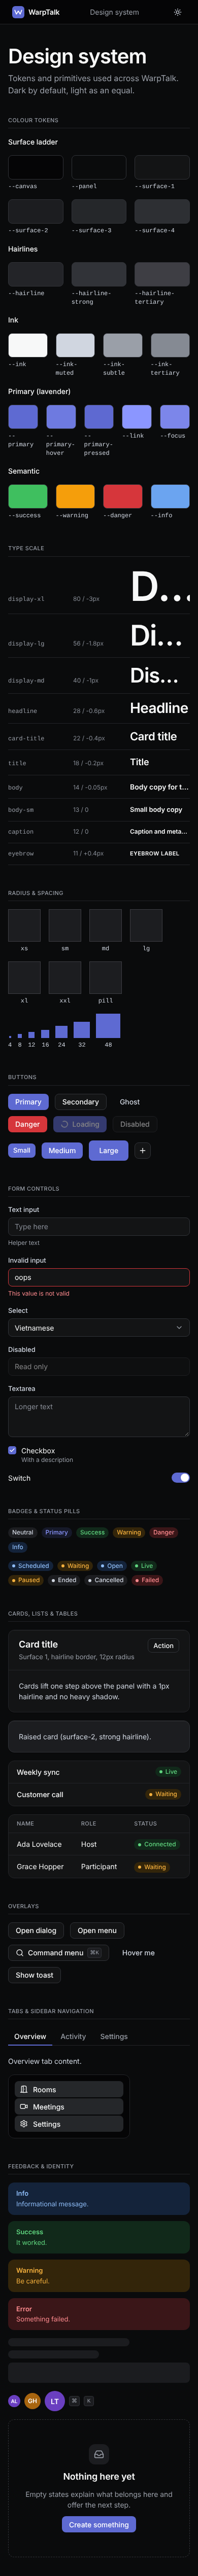 WarpTalk
Design system
Design system
Tokens and primitives used across WarpTalk.
Dark by default, light as an equal.
COLOUR TOKENS
Surface ladder
--canvas
--panel
--surface-1
--surface-2
--surface-3
--surface-4
Hairlines
--hairline
--hairline-
strong
--hairline-
tertiary
Ink
--ink
--ink-
muted
--ink-
subtle
--ink-
tertiary
Primary (lavender)
--
primary
--
primary-
hover
--
primary-
pressed
--link
--focus
Semantic
--success
--warning
--danger
--info
TYPE SCALE
display-xl
80 / -3px
D...
display-lg
56 / -1.8px
Di...
display-md
40 / -1px
Dis...
headline
28 / -0.6px
Headline
card-title
22 / -0.4px
Card title
title
18 / -0.2px
Title
body
14 / -0.05px
Body copy for t...
body-sm
13 / 0
Small body copy
caption
12 / 0
Caption and meta...
eyebrow
11 / +0.4px
EYEBROW LABEL
RADIUS & SPACING
xs
sm
md
lg
xl
xxl
pill
4
8
12
16
24
32
48
BUTTONS
Primary
Secondary
Ghost
Danger
Loading
Disabled
Small
Medium
Large
FORM CONTROLS
Text input
Type here
Helper text
Invalid input
oops
This value is not valid
Select
Vietnamese
Disabled
Read only
Textarea
Longer text
Checkbox
With a description
Switch
BADGES & STATUS PILLS
Neutral
Primary
Success
Warning
Danger
Info
Scheduled
Waiting
Open
Live
Paused
Ended
Cancelled
Failed
CARDS, LISTS & TABLES
Card title
Action
Surface 1, hairline border, 12px radius
Cards lift one step above the panel with a 1px
hairline and no heavy shadow.
Raised card (surface-2, strong hairline).
Weekly sync
Live
Customer call
Waiting
NAME
ROLE
STATUS
Ada Lovelace
Host
Connected
Grace Hopper
Participant
Waiting
OVERLAYS
Open dialog
Open menu
Command menu
⌘K
Hover me
Show toast
TABS & SIDEBAR NAVIGATION
Overview
Activity
Settings
Overview tab content.
Rooms
Meetings
Settings
FEEDBACK & IDENTITY
Info
Informational message.
Success
It worked.
Warning
Be careful.
Error
Something failed.
AL
GH
LT
⌘
K
Nothing here yet
Empty states explain what belongs here and
offer the next step.
Create something